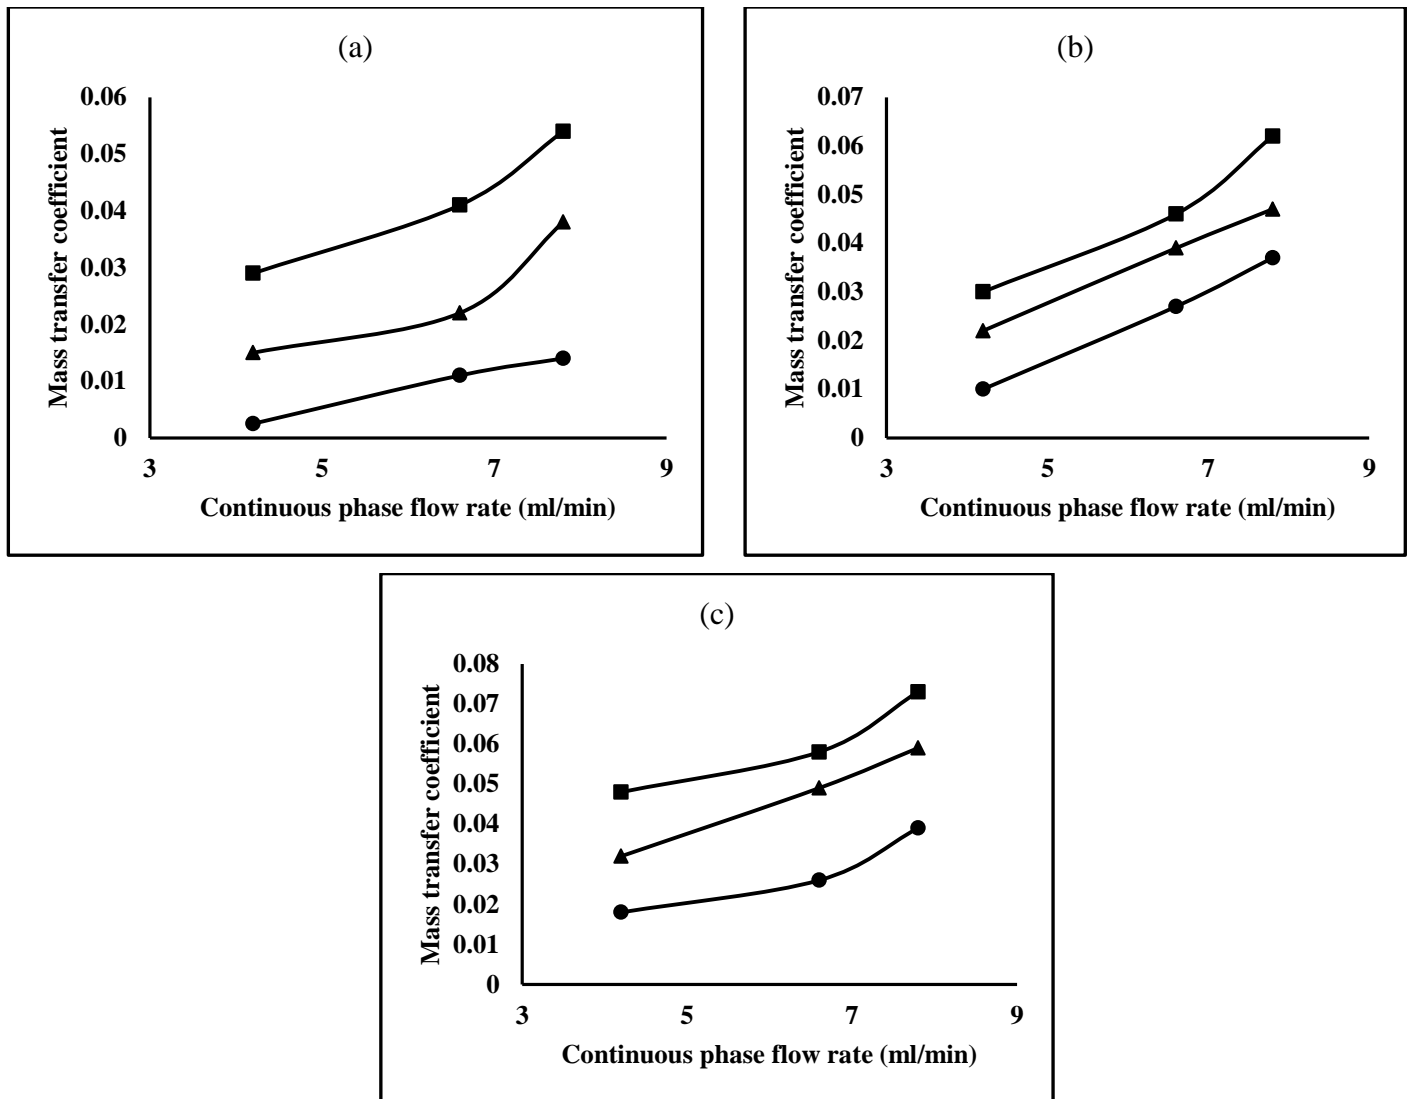 (a)
Mass transfer coefficient
0.06
0.05
0.04
0.03
0.02
0.01
0
3 5 7 9
Continuous phase flow rate (ml/min)
(b)
Mass transfer coefficient
0.07
0.06
0.05
0.04
0.03
0.02
0.01
0
3 5 7 9
Continuous phase flow rate (ml/min)
(c)
Mass transfer coefficient
0.08
0.07
0.06
0.05
0.04
0.03
0.02
0.01
0
3 5 7 9
Continuous phase flow rate (ml/min)